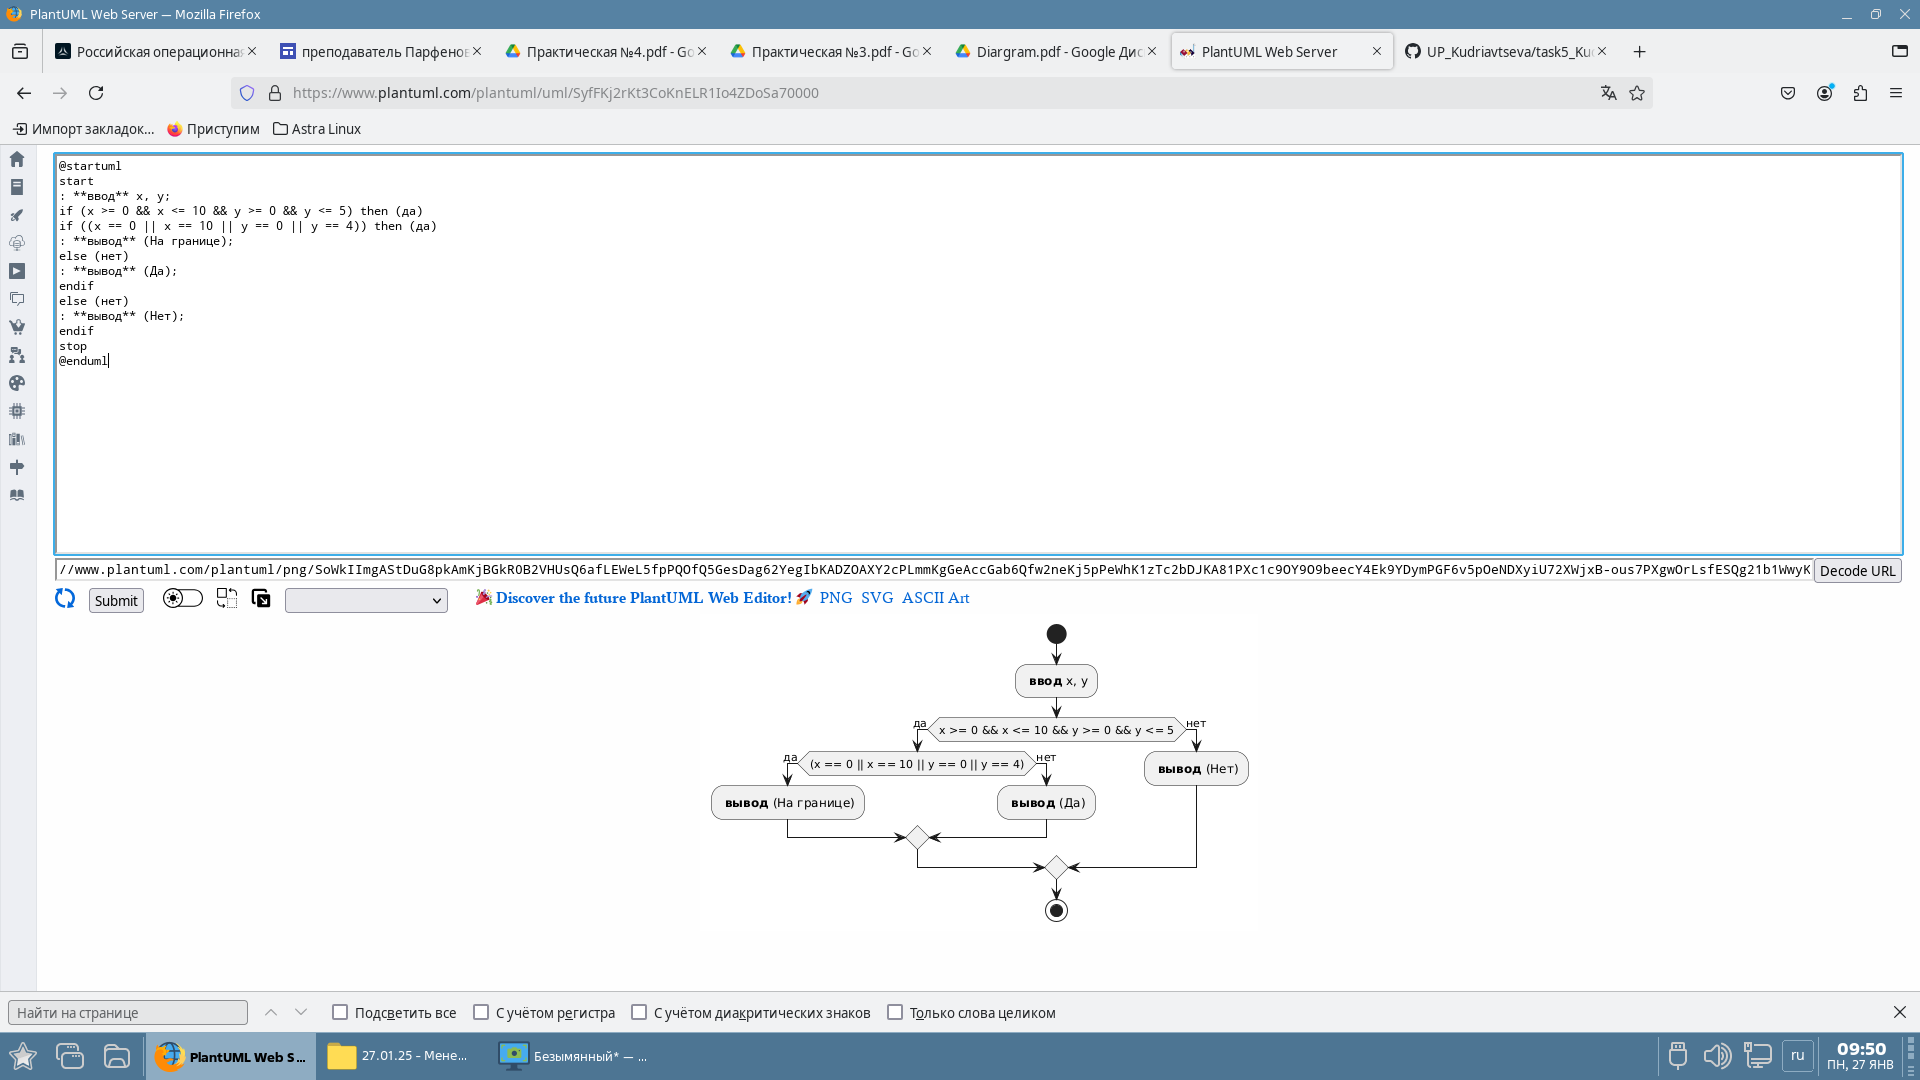 PlantUML Web Server — Mozilla Firefox
Российская операционна
преподаватель Парфенов
Практическая №4.pdf - Go
Практическая №3.pdf - Go
Diargram.pdf - Google Дис
PlantUML Web Server
UP_Kudriavtseva/task5_Kuc
https://www.plantuml.com/plantuml/uml/SyfFKj2rKt3CoKnELR1Io4ZDoSa70000
Импорт закладок...
Приступим
Astra Linux
@startuml
start
: **ввод** x, y;
if (x >= 0 && x <= 10 && y >= 0 && y <= 5) then (да)
if ((x == 0 || x == 10 || y == 0 || y == 4)) then (да)
: **вывод** (На границе);
else (нет)
: **вывод** (Да);
endif
else (нет)
: **вывод** (Нет);
endif
stop
@enduml
//www.plantuml.com/plantuml/png/SoWkIImgAStDuG8pkAmKjBGkR0B2VHUsQ6afLEWeL5fpPQOfQ5GesDag62YegIbKADZOAXY2cPLmmKgGeAccGab6Qfw2neKj5pPeWhK1zTc2bDJKA81PXc1c9OY9O9beecY4Ek9YDymPGF6v5pOeNDXyiU72XWjxB-ous7PXgwOrLsfESQg21b1WwyK
Decode URL
Submit
Discover the future PlantUML Web Editor!
PNG SVG ASCII Art
ввод x, y
да
x >= 0 && x <= 10 && y >= 0 && y <= 5
нет
да
(x == 0 || x == 10 || y == 0 || y == 4)
нет
вывод (Нет)
вывод (На границе)
вывод (Да)
Найти на странице
Подсветить все
С учётом регистра
С учётом диакритических знаков
Только слова целиком
PlantUML Web S...
27.01.25 - Мене...
Безымянный* — ...
ru
09:50
ПН, 27 ЯНВ